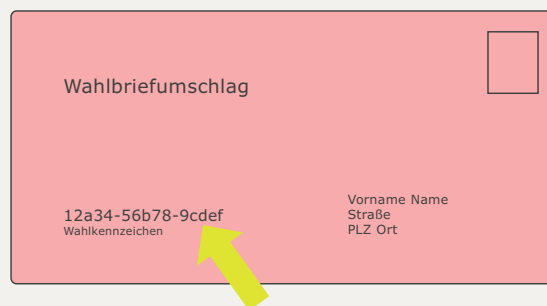 Wahlbriefumschlag
12a34-56b78-9cdef
Wahlkennzeichen
Vorname Name
Straße
PLZ Ort